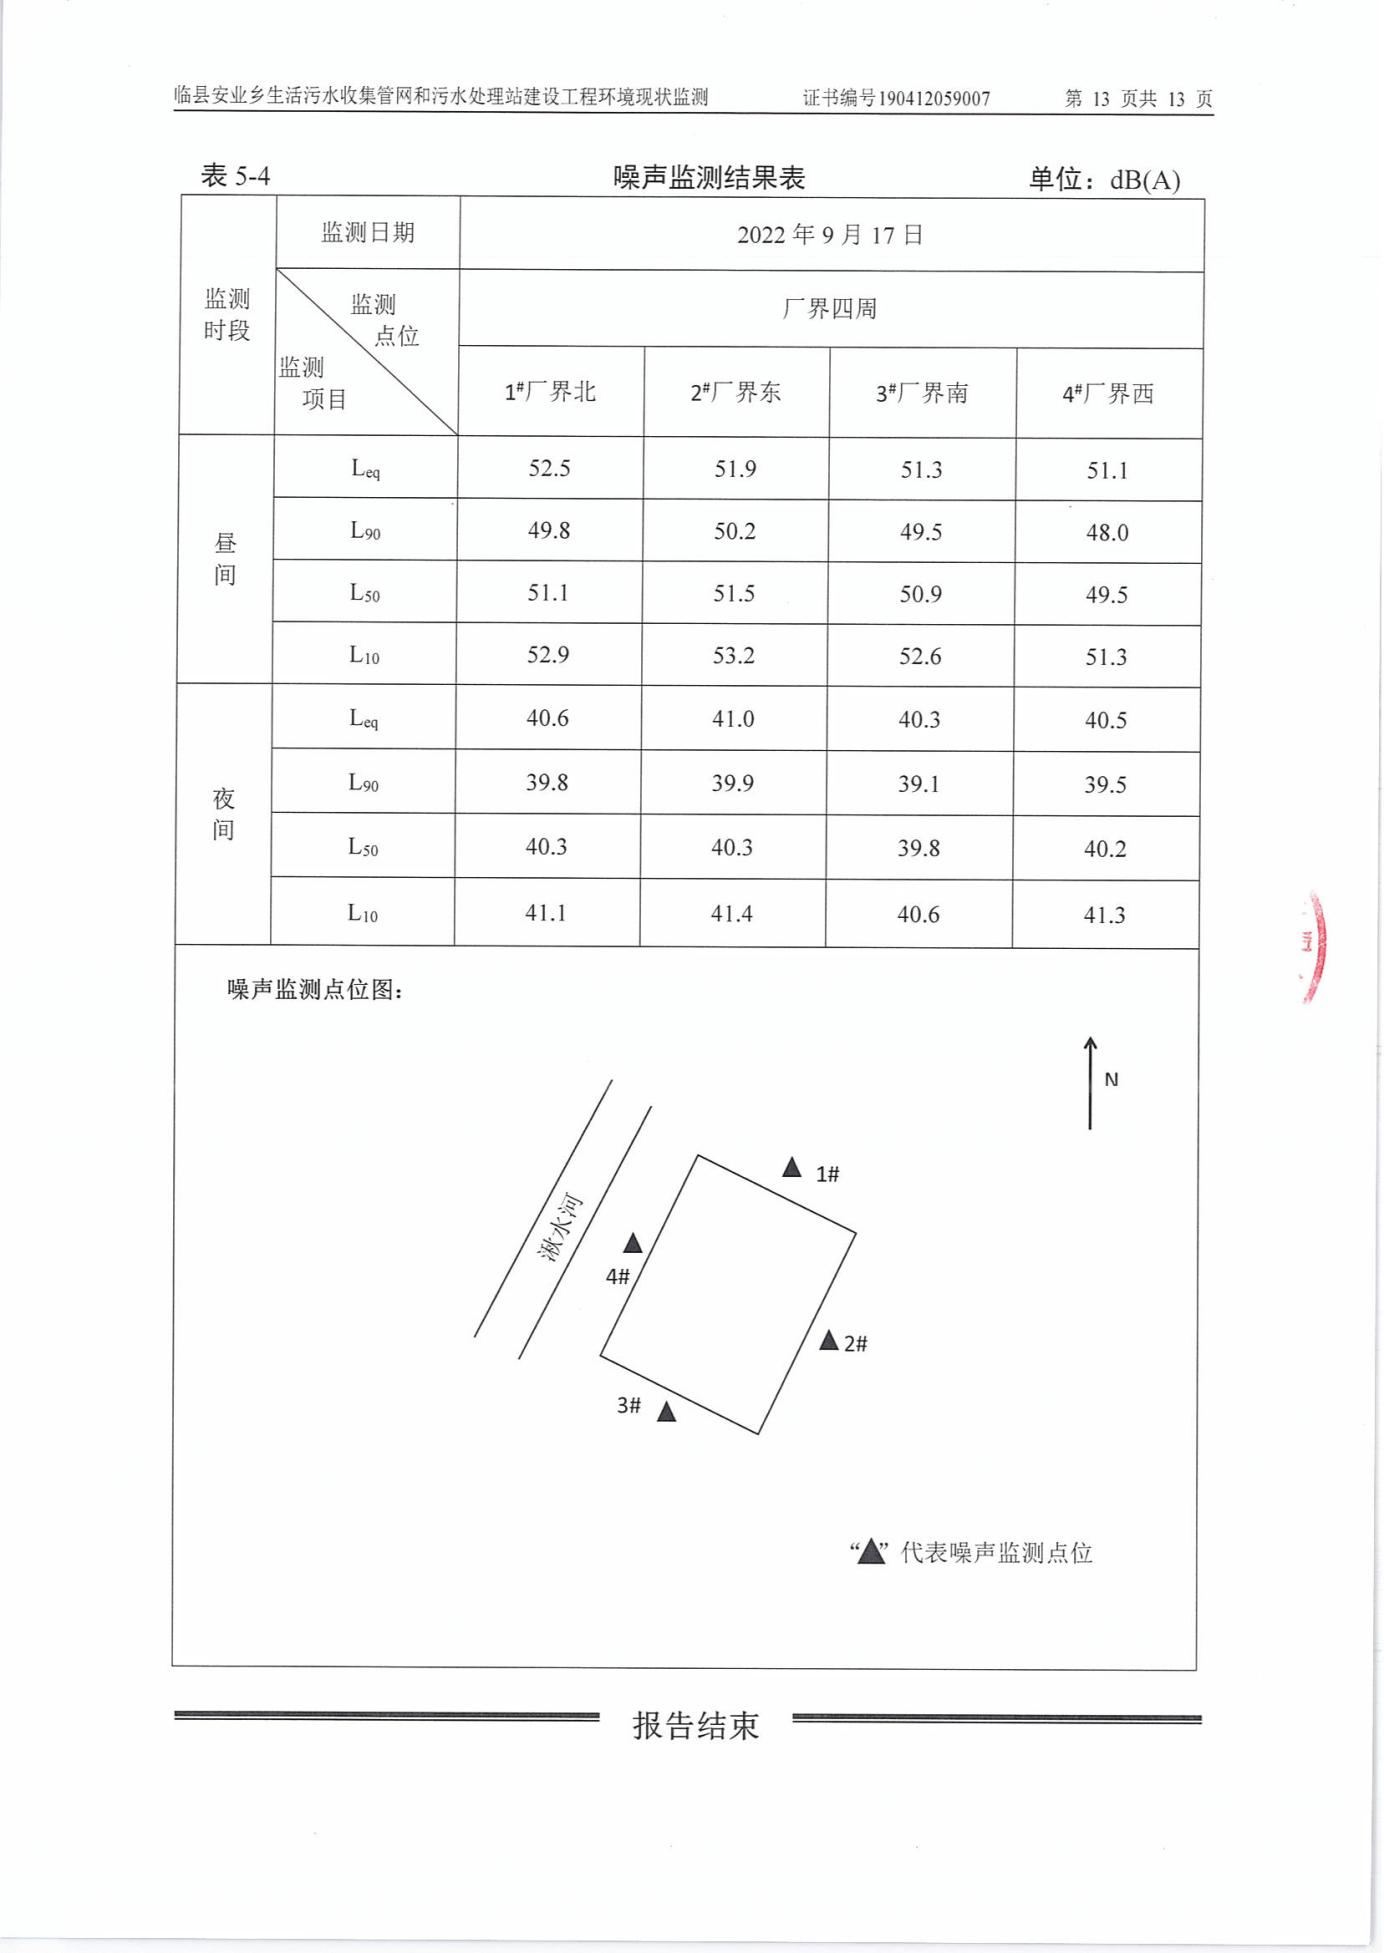 临县安业乡生活污水收集管网和污水处理站建设工程环境现状监测 证书编号190412059007 第 13 页共 13 页
表 5-4 噪声监测结果表 单位：dB(A)
监测时段 监测日期 2022 年 9 月 17 日
监测点位 监测项目 厂界四周
1#厂界北 2#厂界东 3#厂界南 4#厂界西
昼间 Leq 52.5 51.9 51.3 51.1
L90 49.8 50.2 49.5 48.0
L50 51.1 51.5 50.9 49.5
L10 52.9 53.2 52.6 51.3
夜间 Leq 40.6 41.0 40.3 40.5
L90 39.8 39.9 39.1 39.5
L50 40.3 40.3 39.8 40.2
L10 41.1 41.4 40.6 41.3
噪声监测点位图：
N
1#
湫水河
4#
2#
3#
“▲” 代表噪声监测点位
报告结束